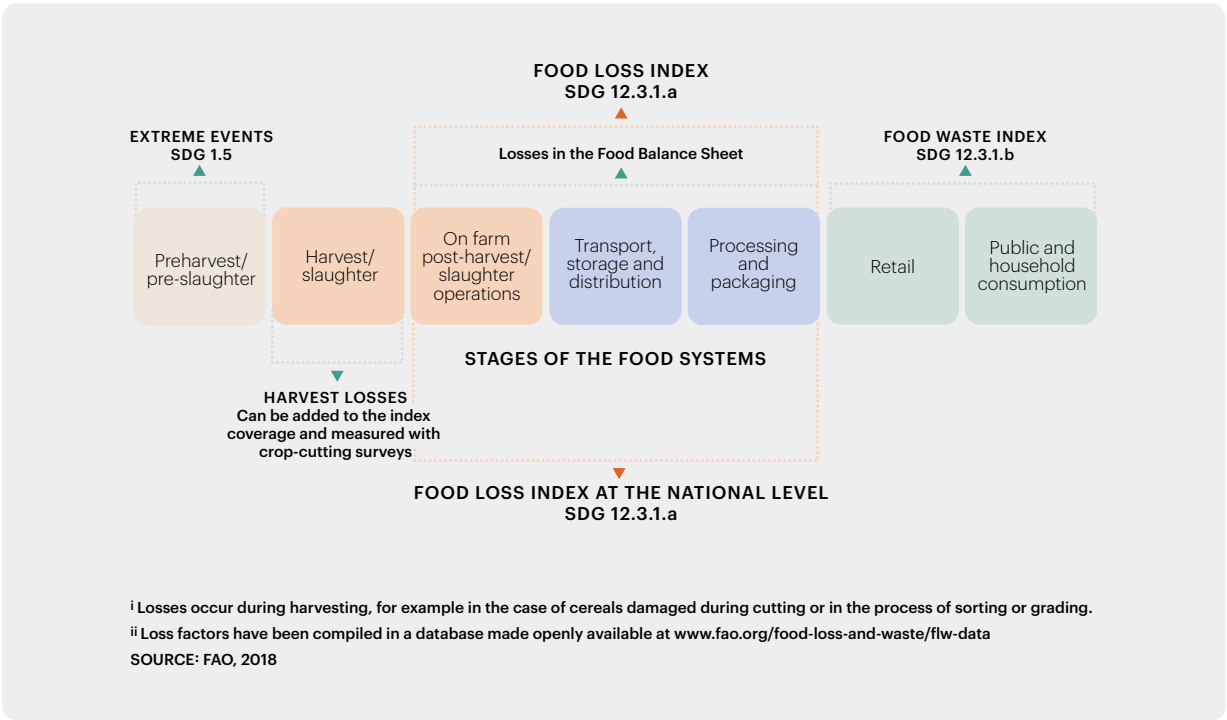 FOOD LOSS INDEX
SDG 12.3.1.a
EXTREME EVENTS
SDG 1.5
Losses in the Food Balance Sheet
FOOD WASTE INDEX
SDG 12.3.1.b
Preharvest/
pre-slaughter
Harvest/
slaughter
On farm
post-harvest/
slaughter
operations
Transport,
storage and
distribution
Processing
and
packaging
Retail
Public and
household
consumption
STAGES OF THE FOOD SYSTEMS
HARVEST LOSSES
Can be added to the index
coverage and measured with
crop-cutting surveys
FOOD LOSS INDEX AT THE NATIONAL LEVEL
SDG 12.3.1.a
i Losses occur during harvesting, for example in the case of cereals damaged during cutting or in the process of sorting or grading.
ii Loss factors have been compiled in a database made openly available at www.fao.org/food-loss-and-waste/flw-data
SOURCE: FAO, 2018